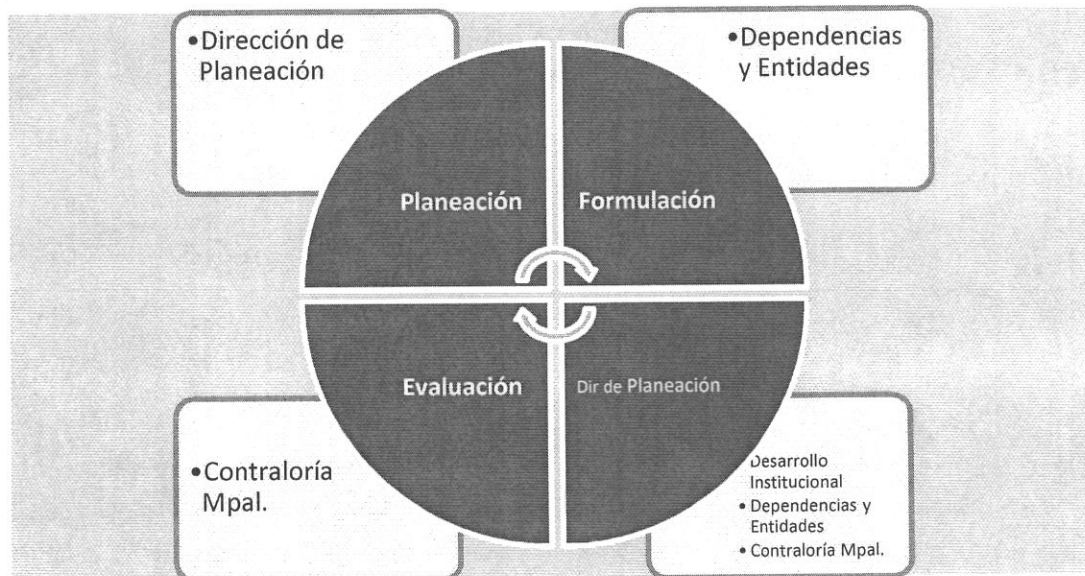 •Dirección de
Planeación
•Dependencias
y Entidades
Planeación
Formulación
Evaluación
Dir de Planeación
•Contraloría
Mpal.
Desarrollo
Institucional
• Dependencias y
Entidades
• Contraloría Mpal.